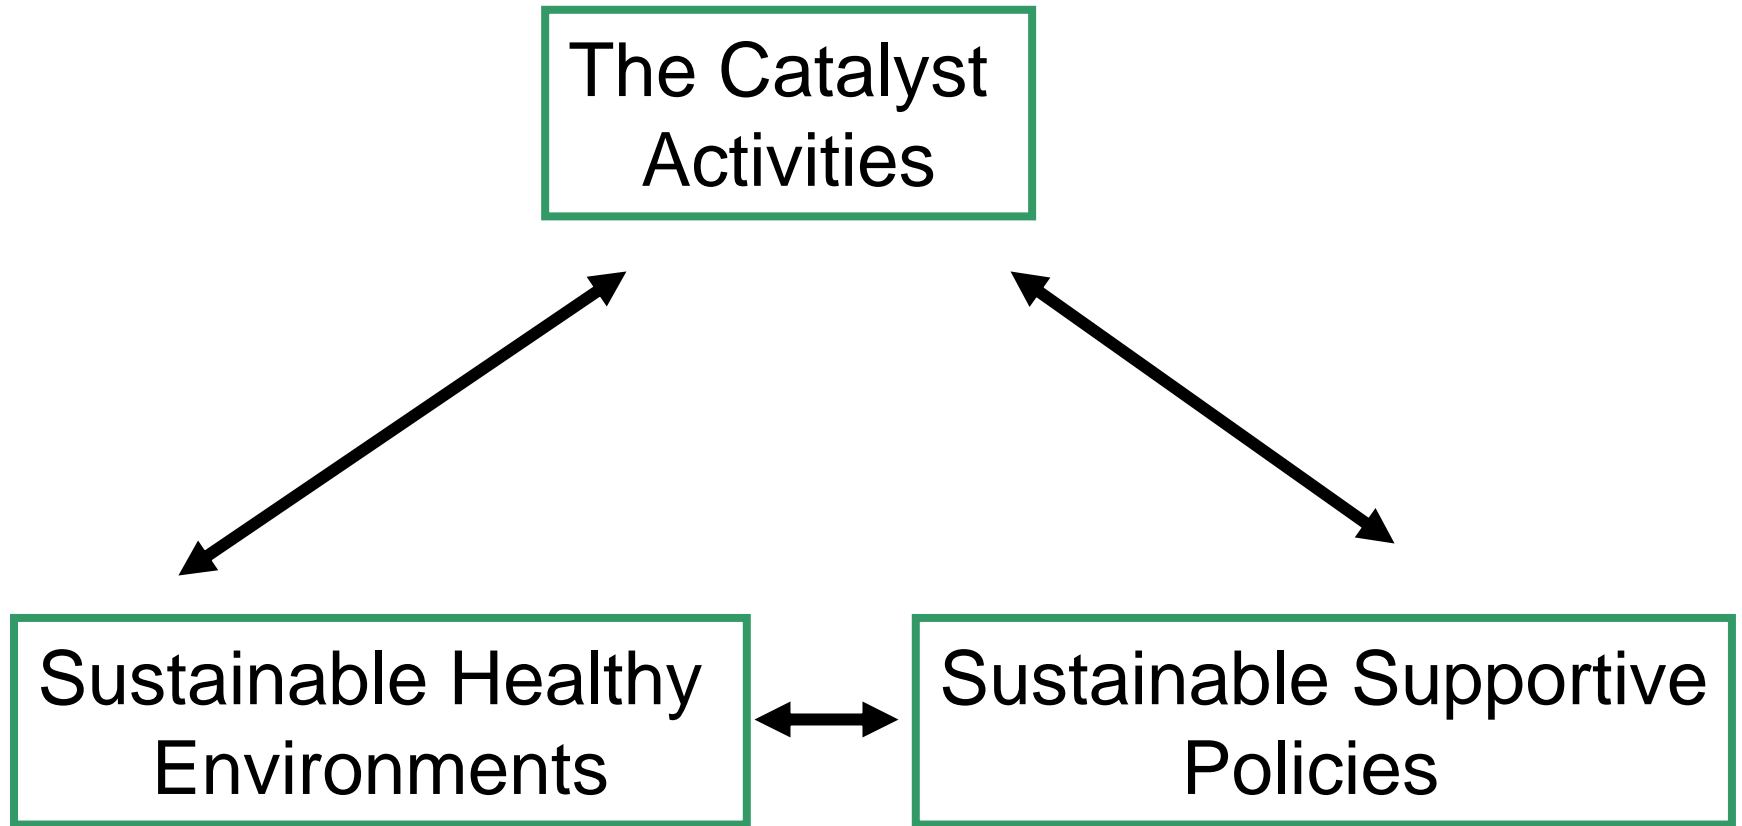 The Catalyst
Activities
Sustainable Healthy
Environments
Sustainable Supportive
Policies